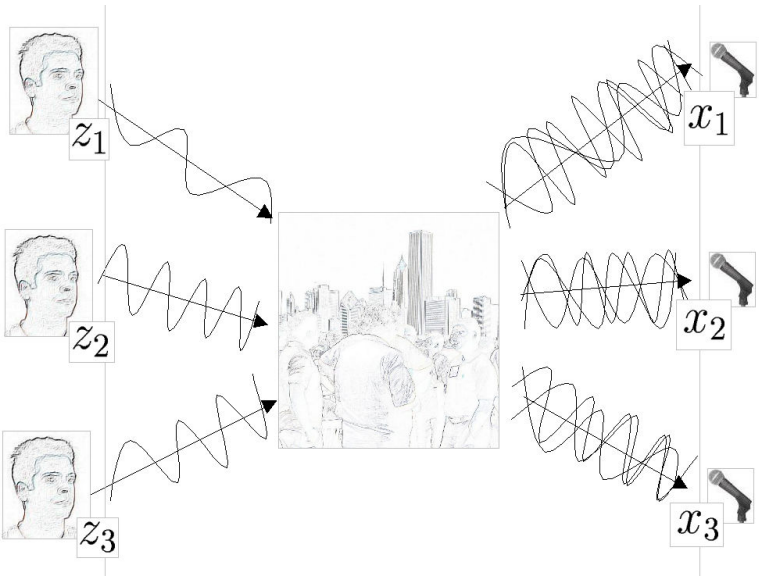 z₁
x₁
z₂
x₂
z₃
x₃